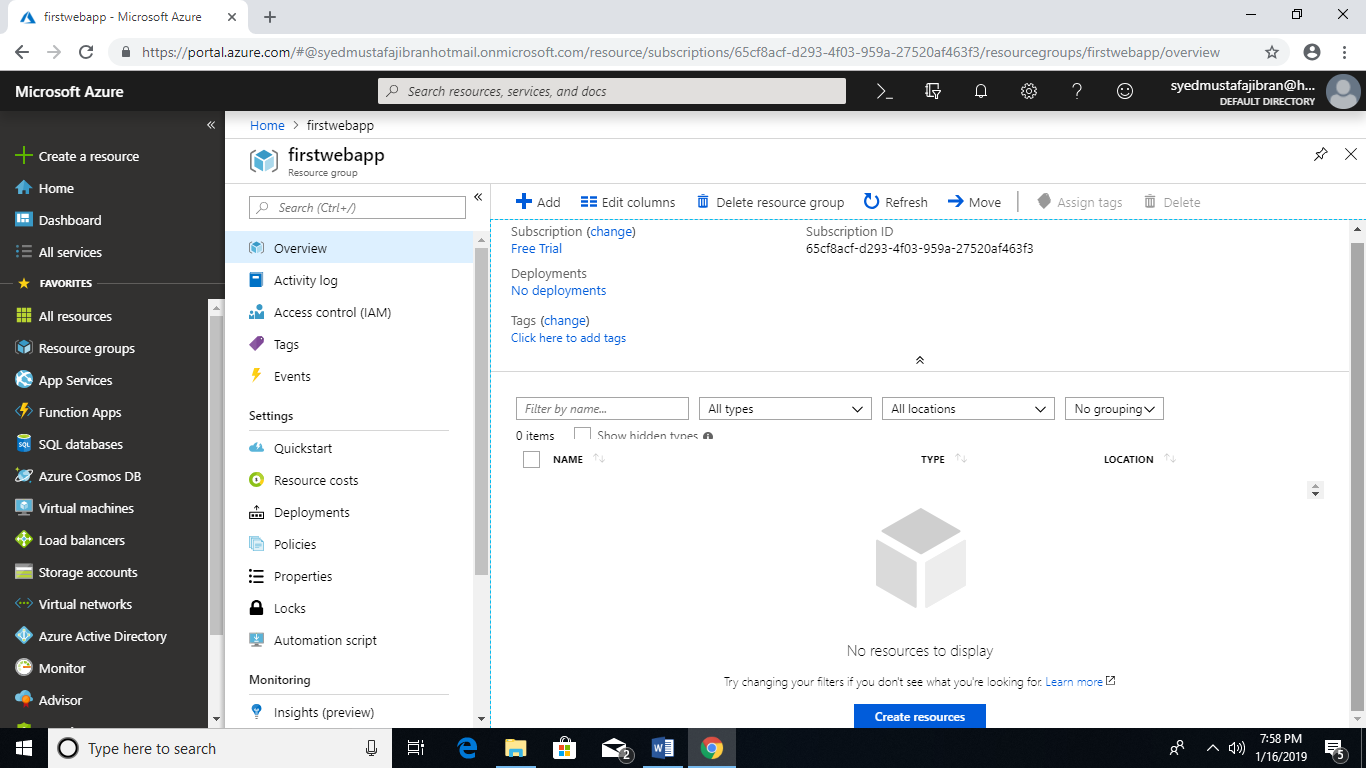 firstwebapp - Microsoft Azure
https://portal.azure.com/#@syedmustafajibranhotmail.onmicrosoft.com/resource/subscriptions/65cf8acf-d293-4f03-959a-27520af463f3/resourcegroups/firstwebapp/overview
Microsoft Azure
Search resources, services, and docs
syedmustafajibran@h...
DEFAULT DIRECTORY
Create a resource
Home
Dashboard
All services
FAVORITES
All resources
Resource groups
App Services
Function Apps
SQL databases
Azure Cosmos DB
Virtual machines
Load balancers
Storage accounts
Virtual networks
Azure Active Directory
Monitor
Advisor
Home > firstwebapp
firstwebapp
Resource group
Search (Ctrl+/)
Overview
Activity log
Access control (IAM)
Tags
Events
Settings
Quickstart
Resource costs
Deployments
Policies
Properties
Locks
Automation script
Monitoring
Insights (preview)
Add Edit columns Delete resource group Refresh Move Assign tags Delete
Subscription (change)
Free Trial
Subscription ID
65cf8acf-d293-4f03-959a-27520af463f3
Deployments
No deployments
Tags (change)
Click here to add tags
Filter by name... All types All locations No grouping
0 items Show hidden types
NAME TYPE LOCATION
No resources to display
Try changing your filters if you don't see what you're looking for. Learn more
Create resources
Type here to search
2
7:58 PM
1/16/2019
5